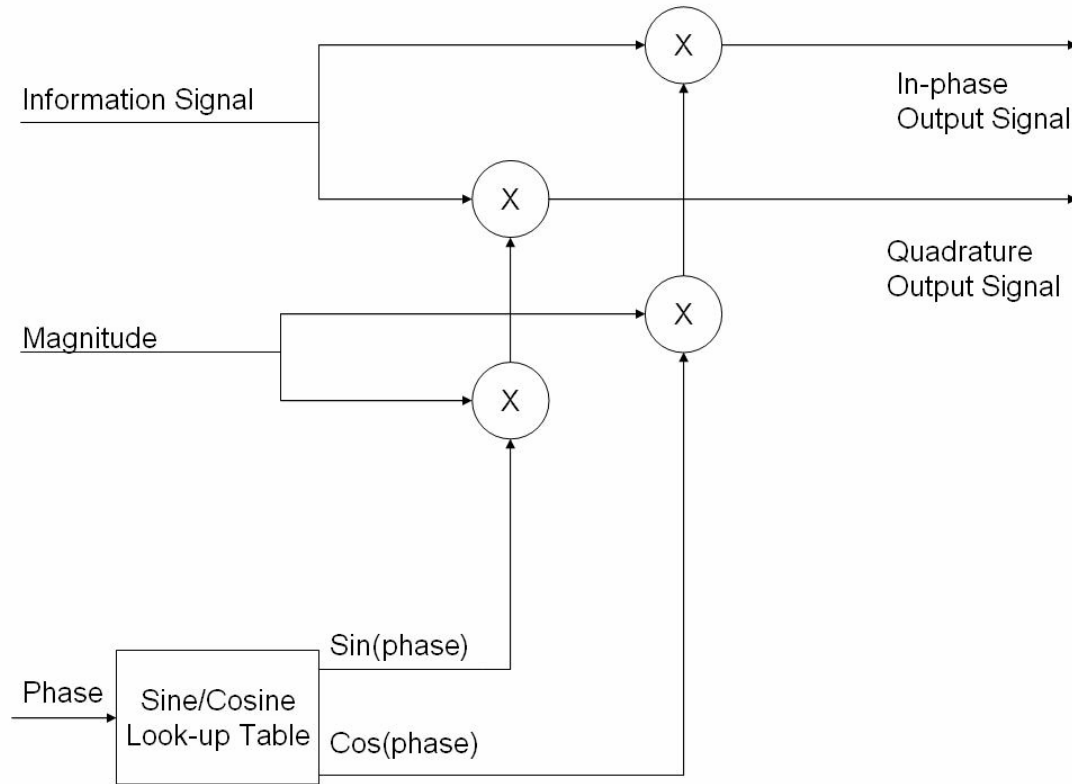 X
Information Signal
In-phase
Output Signal
X
Quadrature
Output Signal
X
Magnitude
X
Sin(phase)
Phase
Sine/Cosine
Look-up Table
Cos(phase)